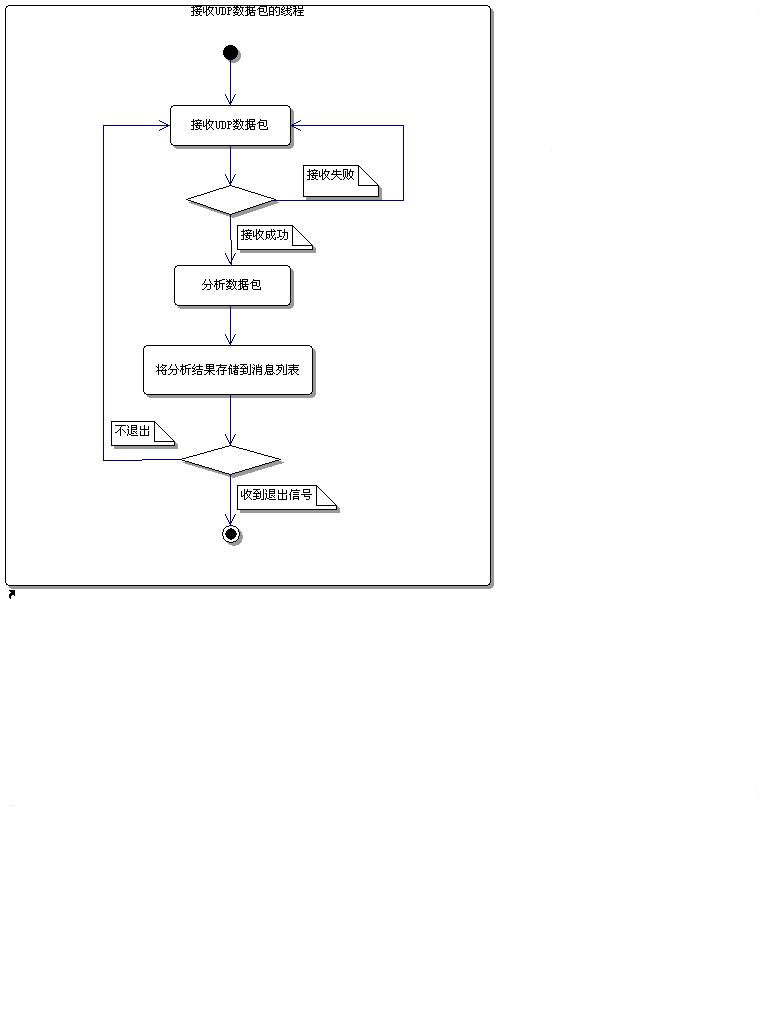 接收UDP数据包的线程
接收UDP数据包
接收失败
接收成功
分析数据包
将分析结果存储到消息列表
不退出
收到退出信号